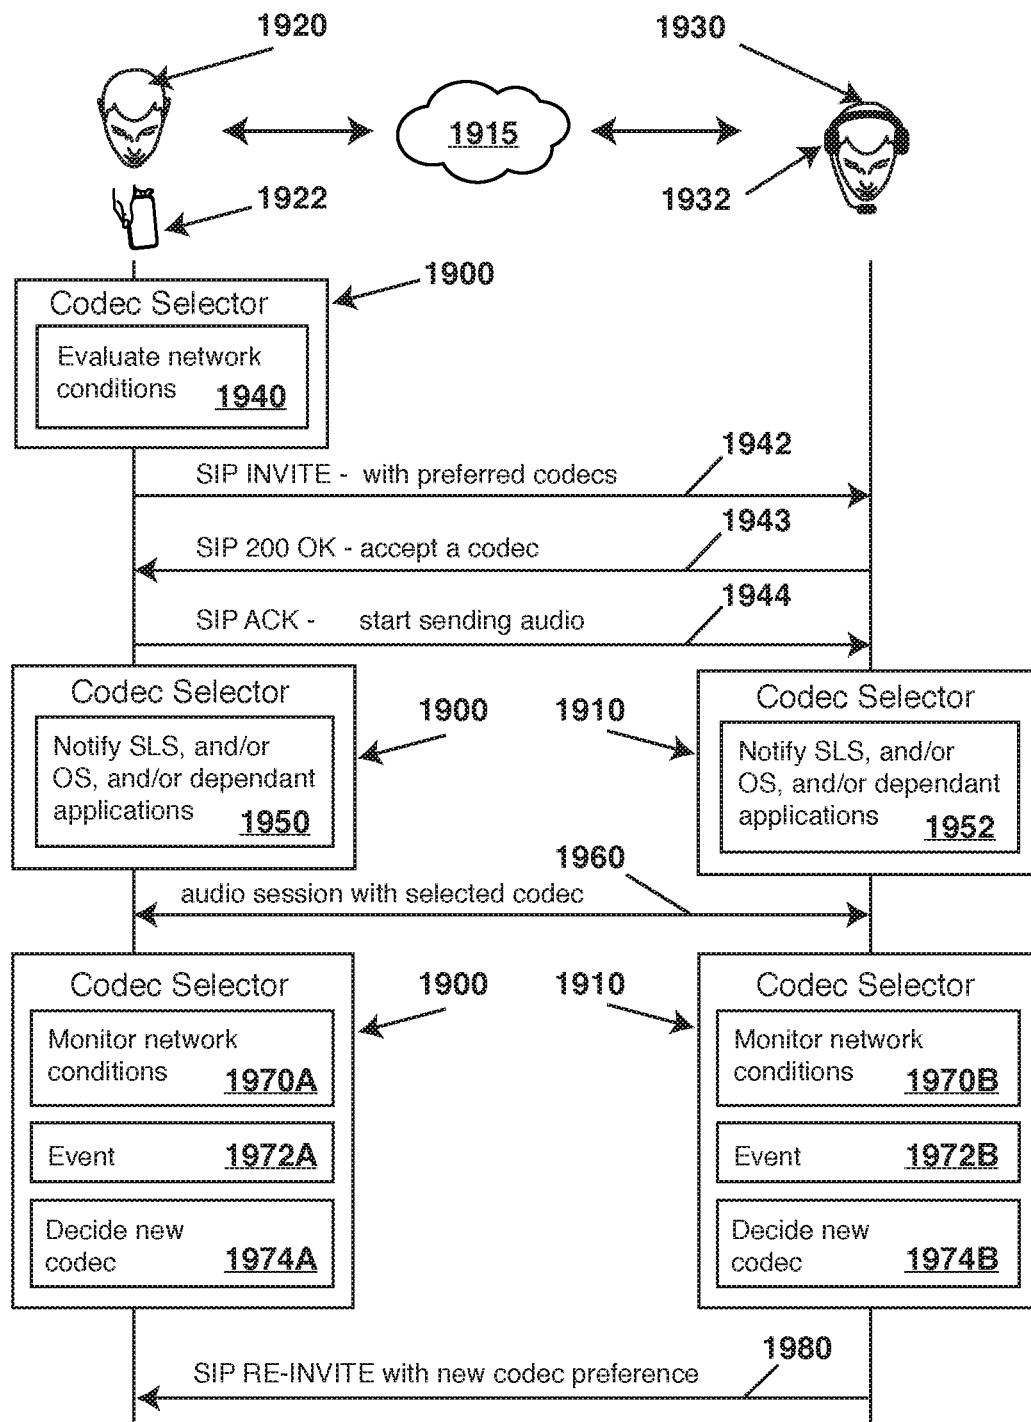 1920
1930
1915
1922
1932
1900
Codec Selector
Evaluate network
conditions
1940
1942
SIP INVITE - with preferred codecs
1943
SIP 200 OK - accept a codec
1944
SIP ACK - start sending audio
Codec Selector
Notify SLS, and/or
OS, and/or dependant
applications
1950
1900
1910
Codec Selector
Notify SLS, and/or
OS, and/or dependant
applications
1952
1960
audio session with selected codec
Codec Selector
Monitor network
conditions
1970A
Event
1972A
Decide new
codec
1974A
1900
1910
Codec Selector
Monitor network
conditions
1970B
Event
1972B
Decide new
codec
1974B
1980
SIP RE-INVITE with new codec preference